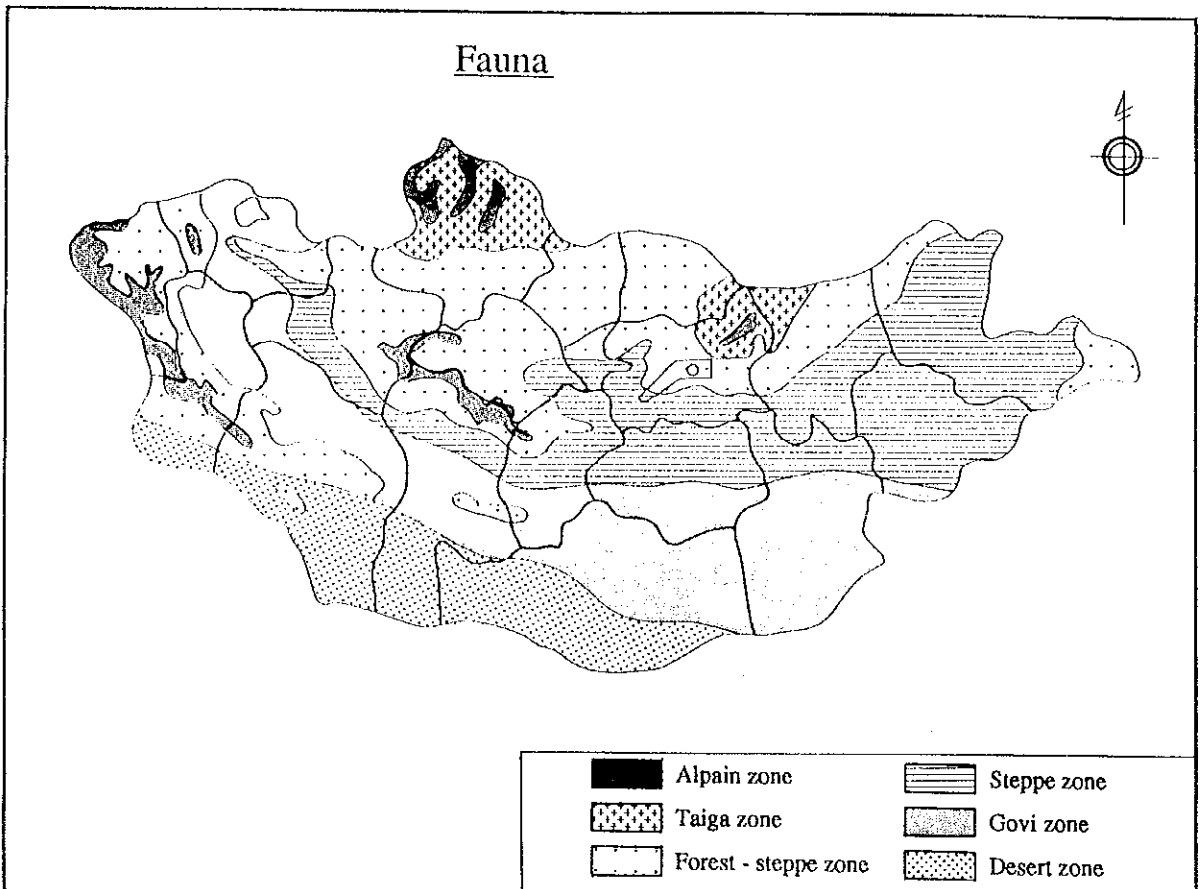 Fauna
Alpain zone
Taiga zone
Forest - steppe zone
Steppe zone
Govi zone
Desert zone